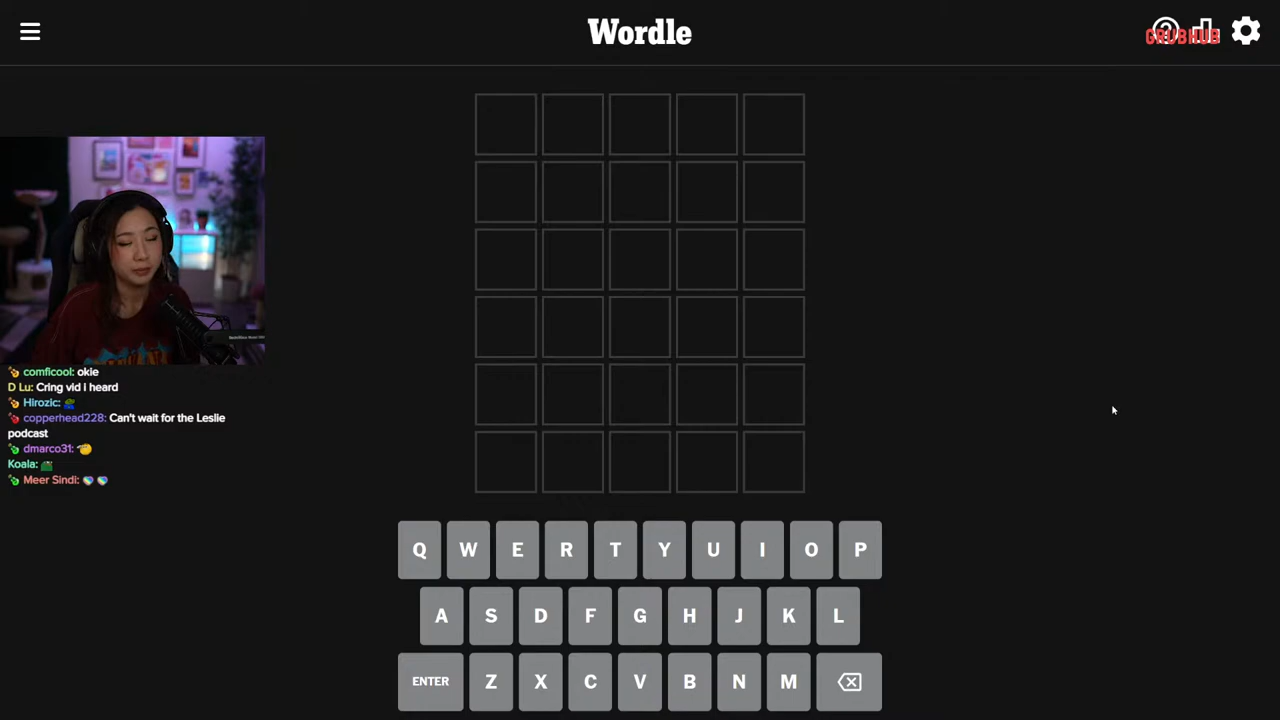 Wordle
GRUBHUB
comficool: okie
D Lu: Cring vid i heard
Hirozic:
copperhead228: Can't wait for the Leslie
podcast
dmarco31:
Koala:
Meer Sindi:
Q W E R T Y U I O P
A S D F G H J K L
ENTER Z X C V B N M